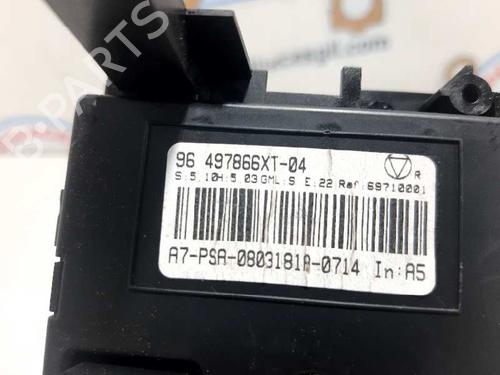 96 497866XT-04
R
S:5.10H:5.03GML:S E:22 Ref:69710001
A7-PSA-0803181A-0714 In:A5
B-PARTS